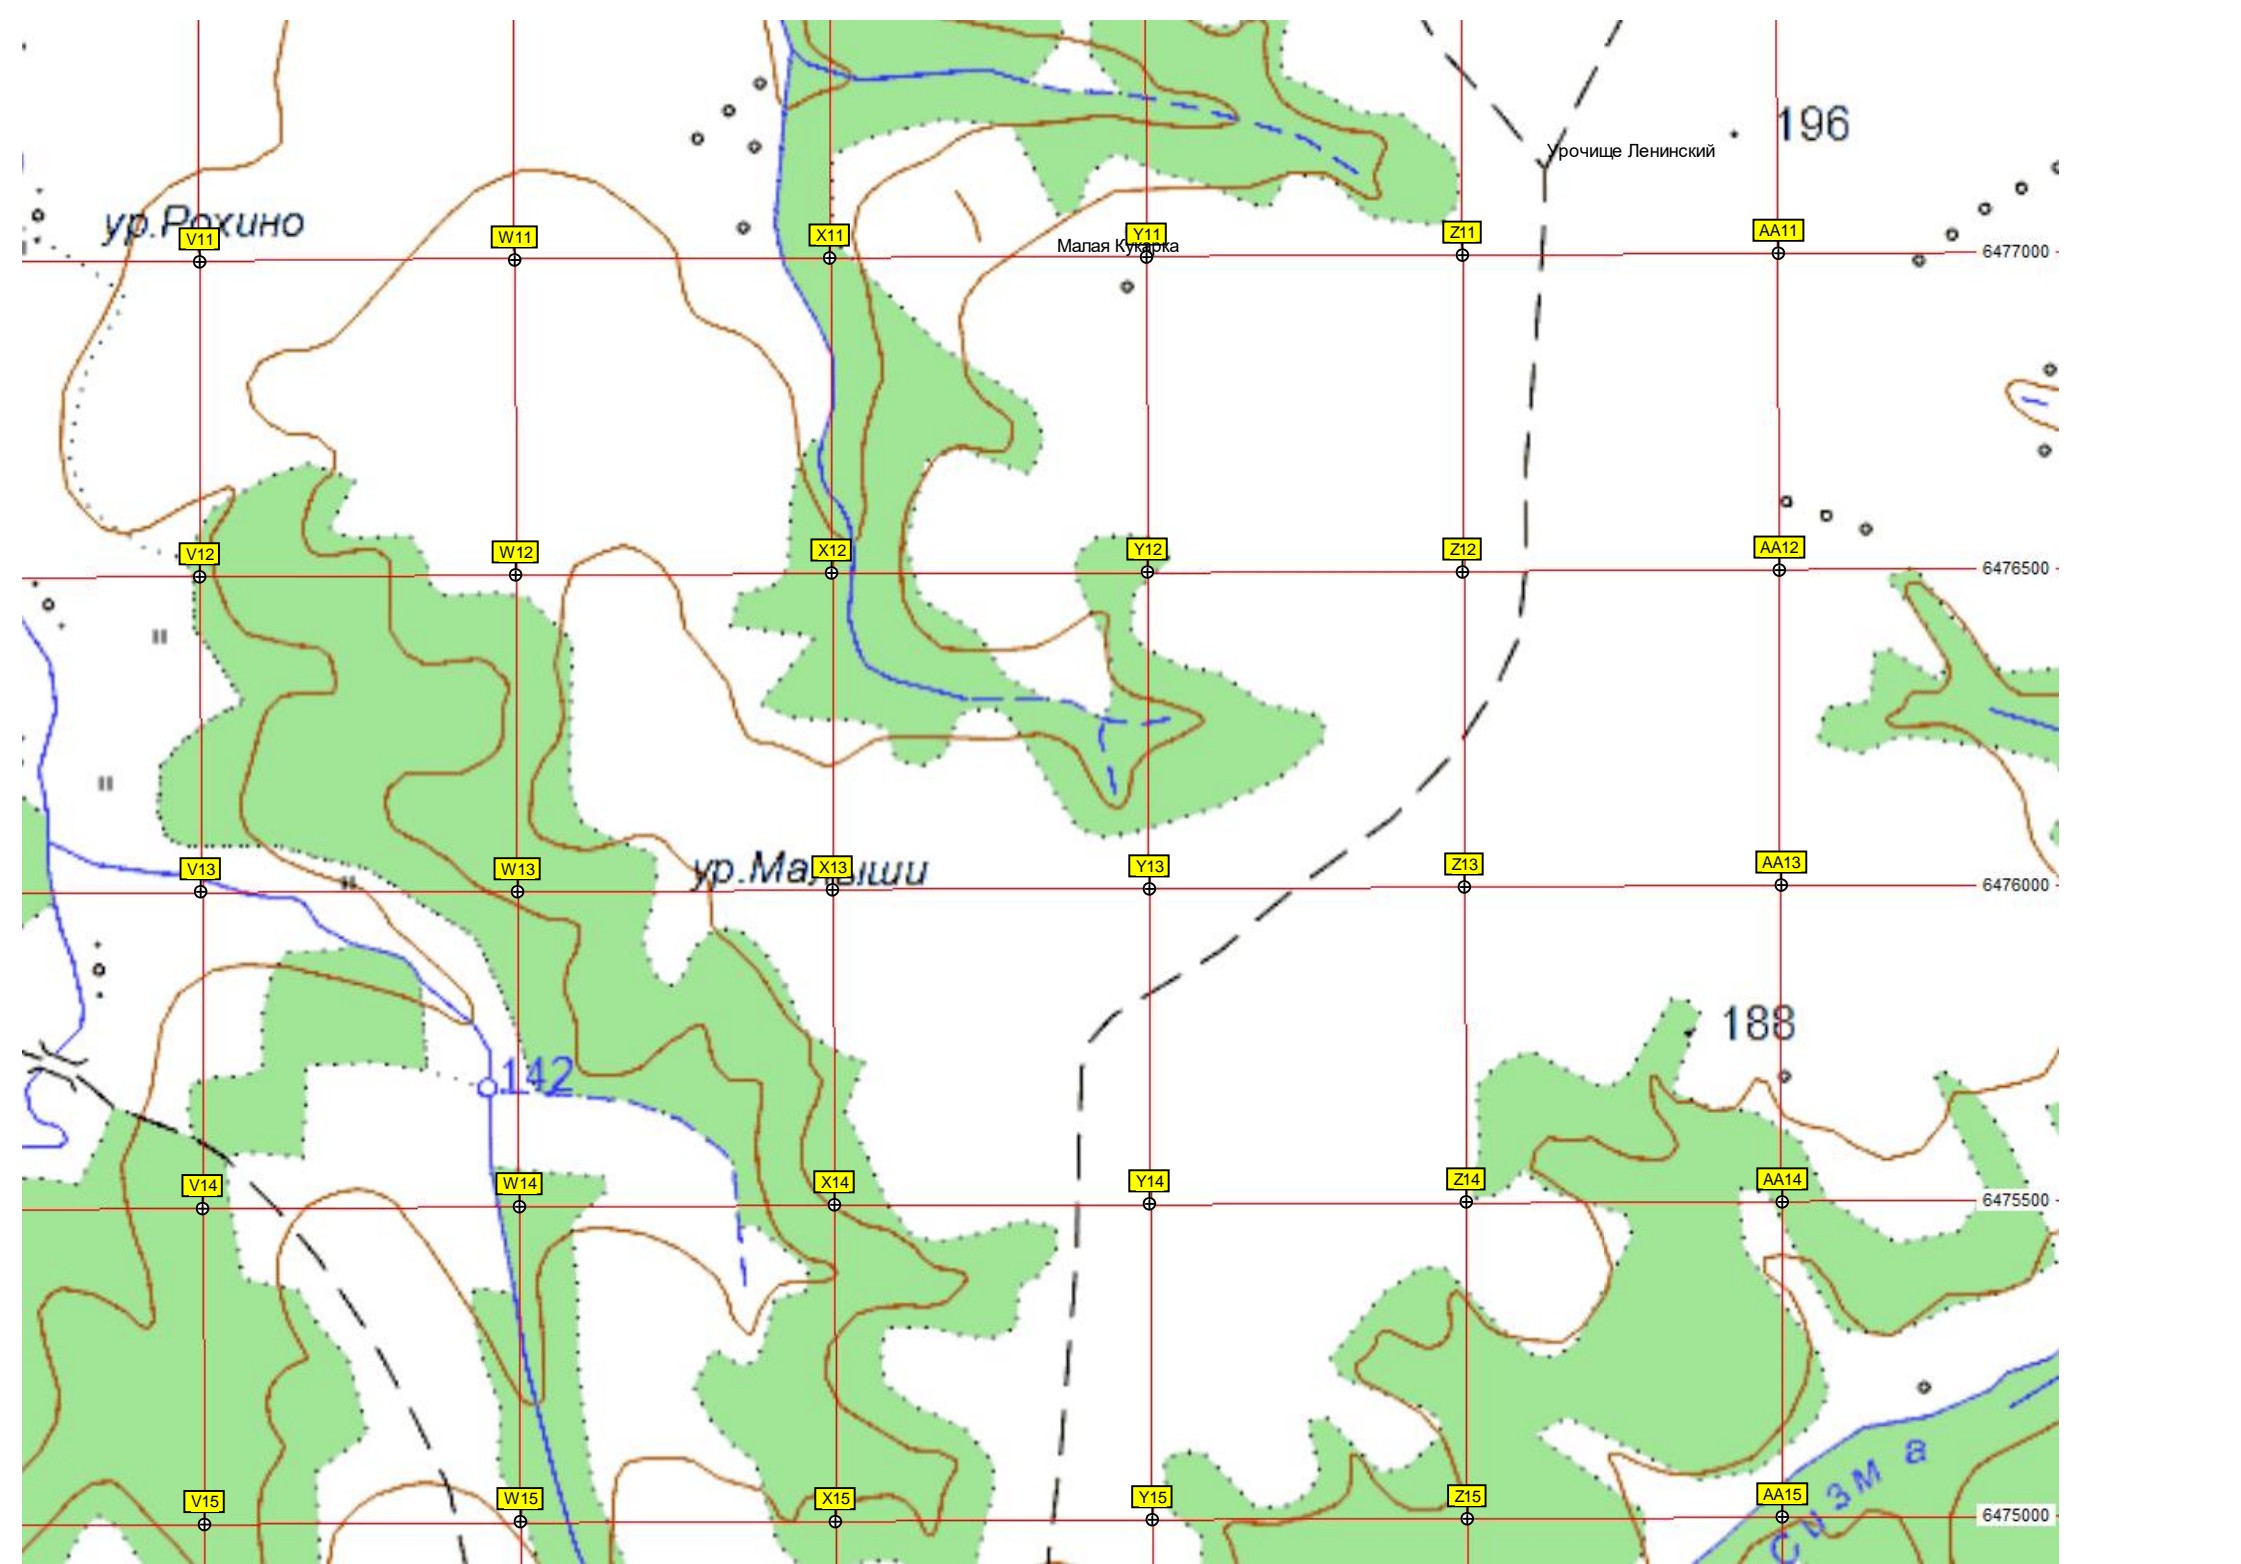 196
Урочище Ленинский
ур.Рохино
V11
W11
X11
Y11
Z11
AA11
Малая Кукарка
6477000
V12
W12
X12
Y12
Z12
AA12
6476500
V13
W13
ур.Малыши
X13
Y13
Z13
AA13
6476000
188
142
V14
W14
X14
Y14
Z14
AA14
6475500
Сизма
V15
W15
X15
Y15
Z15
AA15
6475000